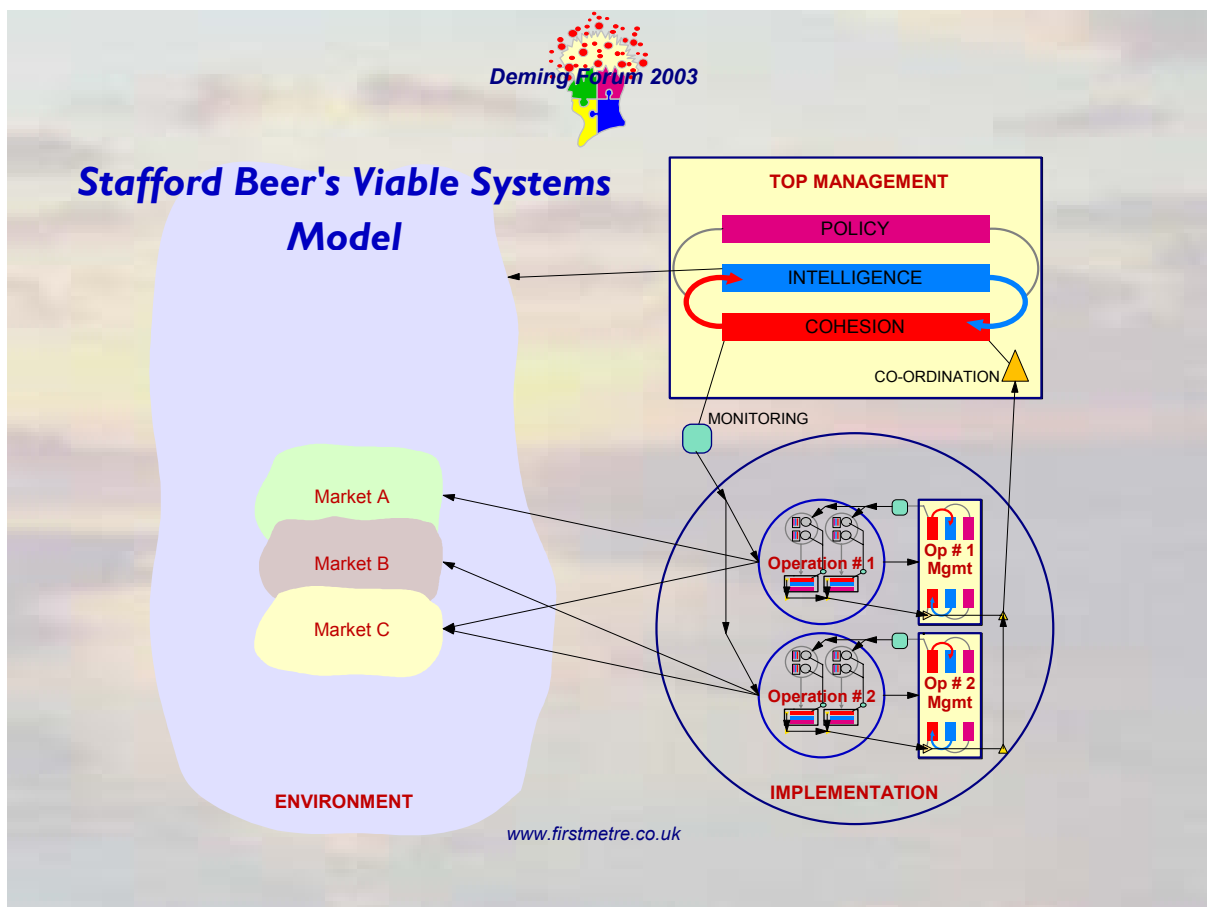 Deming Forum 2003
Stafford Beer's Viable Systems
Model
TOP MANAGEMENT
POLICY
INTELLIGENCE
COHESION
CO-ORDINATION
MONITORING
Market A
Market B
Market C
Operation # 1
Op # 1
Mgmt
Operation # 2
Op # 2
Mgmt
ENVIRONMENT
IMPLEMENTATION
www.firstmetre.co.uk